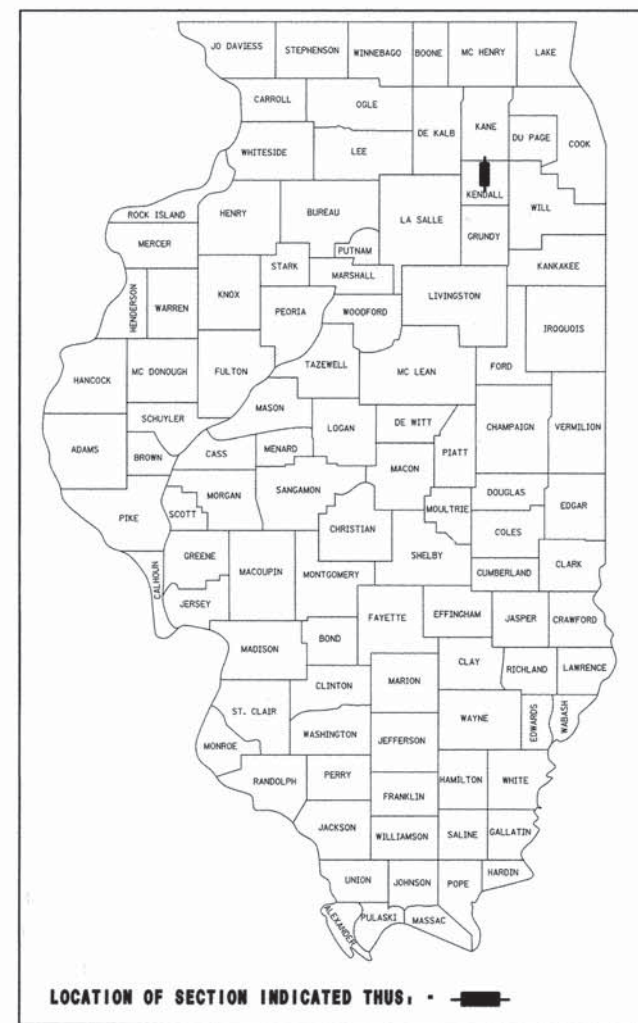 JO DAVIESS STEPHENSON WINNEBAGO BOONE MC HENRY LAKE
CARROLL OGLE DE KALB KANE DU PAGE COOK
WHITESIDE LEE
KENDALL WILL
ROCK ISLAND HENRY BUREAU LA SALLE GRUNDY
MERCER PUTNAM
STARK MARSHALL KANKAKEE
HENDERSON WARREN KNOX PEORIA WOODFORD LIVINGSTON IROQUOIS
HANCOCK MC DONOUGH FULTON TAZEWELL MC LEAN FORD
SCHUYLER MASON LOGAN DE WITT CHAMPAIGN VERMILION
ADAMS BROWN CASS MENARD MACON PIATT
MORGAN SANGAMON DOUGLAS
PIKE SCOTT CHRISTIAN MOULTRIE COLES EDGAR
GREENE SHELBY
CALHOUN MACOUPIN MONTGOMERY CUMBERLAND CLARK
JERSEY FAYETTE EFFINGHAM JASPER CRAWFORD
MADISON BOND
CLAY RICHLAND LAWRENCE
CLINTON MARION
ST. CLAIR WAYNE EDWARDS WABASH
WASHINGTON JEFFERSON
MONROE
RANDOLPH PERRY HAMILTON WHITE
FRANKLIN
JACKSON WILLIAMSON SALINE GALLATIN
UNION JOHNSON POPE HARDIN
ALEXANDER PULASKI MASSAC
LOCATION OF SECTION INDICATED THUS: -